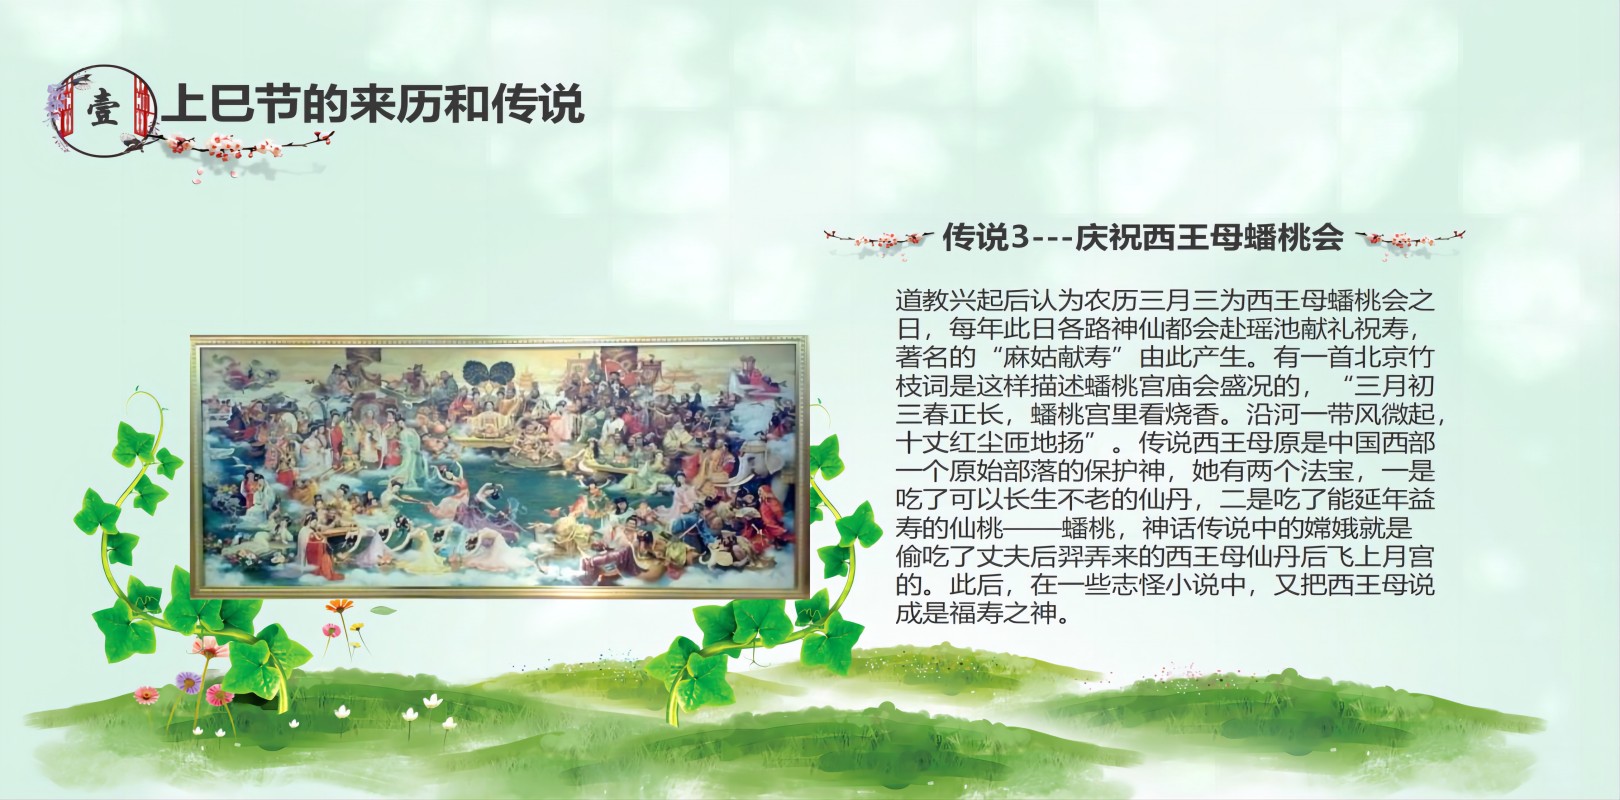 壹
上巳节的来历和传说
传说3---庆祝西王母蟠桃会
道教兴起后认为农历三月三为西王母蟠桃会之
日，每年此日各路神仙都会赴瑶池献礼祝寿，
著名的“麻姑献寿”由此产生。有一首北京竹
枝词是这样描述蟠桃宫庙会盛况的，“三月初
三春正长，蟠桃宫里看烧香。沿河一带风微起，
十丈红尘匝地扬”。传说西王母原是中国西部
一个原始部落的保护神，她有两个法宝，一是
吃了可以长生不老的仙丹，二是吃了能延年益
寿的仙桃——蟠桃，神话传说中的嫦娥就是
偷吃了丈夫后羿弄来的西王母仙丹后飞上月宫
的。此后，在一些志怪小说中，又把西王母说
成是福寿之神。